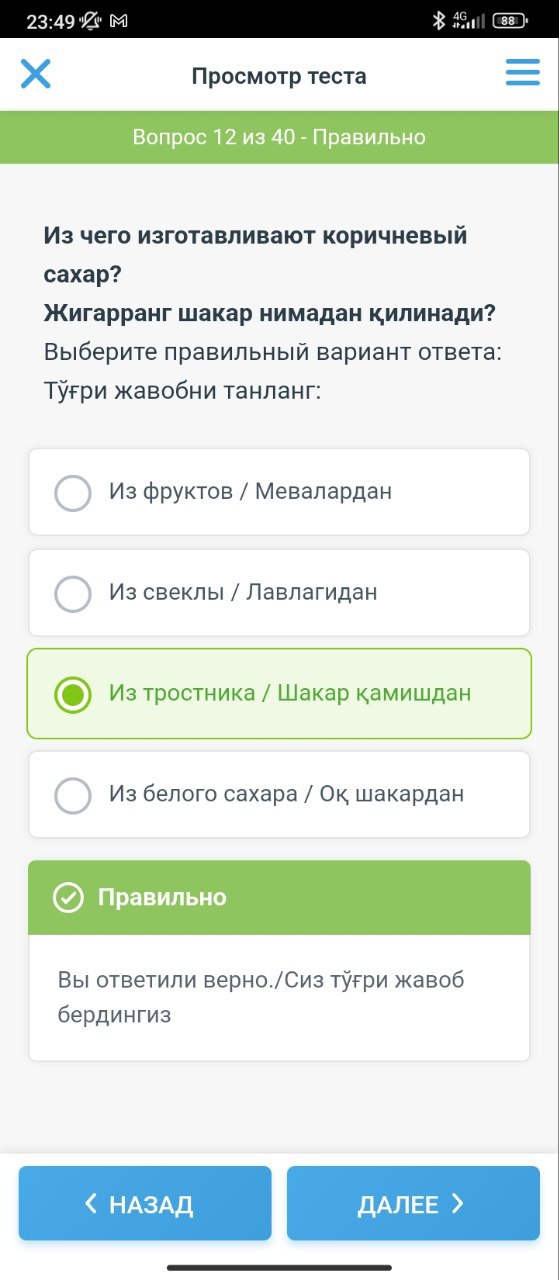 23:49 4G 88
Просмотр теста
Вопрос 12 из 40 - Правильно
Из чего изготавливают коричневый
сахар?
Жигарранг шакар нимадан қилинади?
Выберите правильный вариант ответа:
Тўғри жавобни танланг:
Из фруктов / Мевалардан
Из свеклы / Лавлагидан
Из тростника / Шакар қамишдан
Из белого сахара / Оқ шакардан
Правильно
Вы ответили верно./Сиз тўғри жавоб
бердингиз
НАЗАД
ДАЛЕЕ